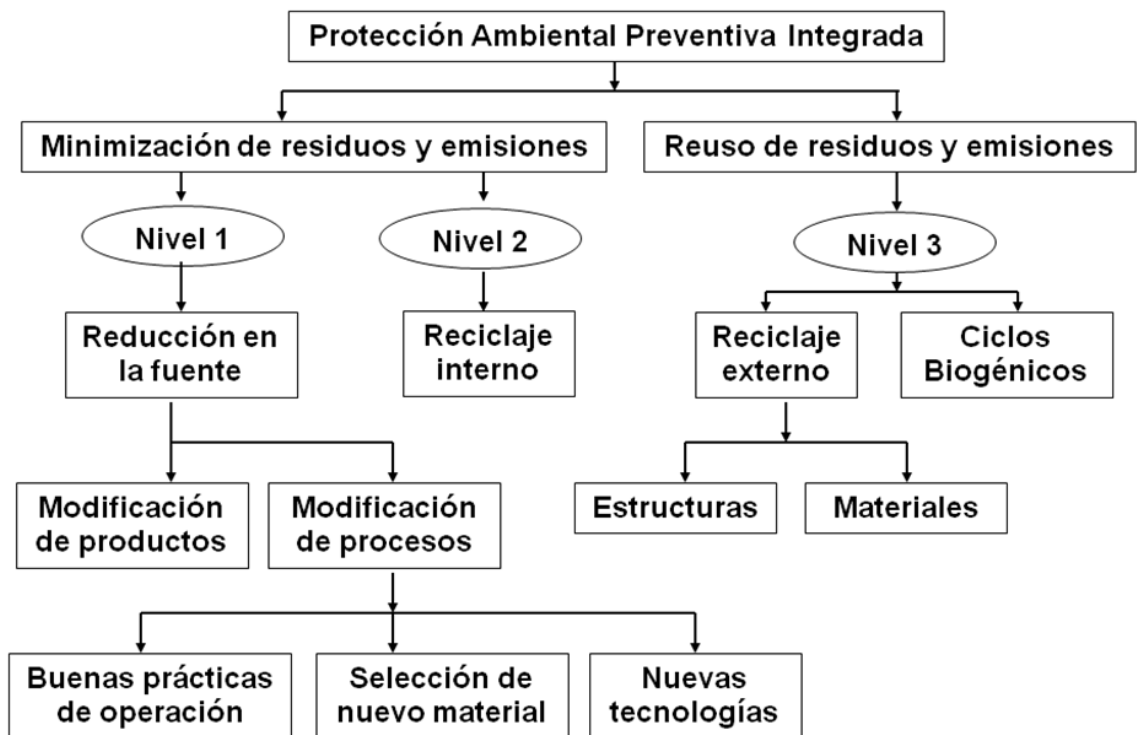 Protección Ambiental Preventiva Integrada
Minimización de residuos y emisiones
Reuso de residuos y emisiones
Nivel 1
Nivel 2
Nivel 3
Reducción en
la fuente
Reciclaje
interno
Reciclaje
externo
Ciclos
Biogénicos
Modificación
de productos
Modificación
de procesos
Estructuras
Materiales
Buenas prácticas
de operación
Selección de
nuevo material
Nuevas
tecnologías